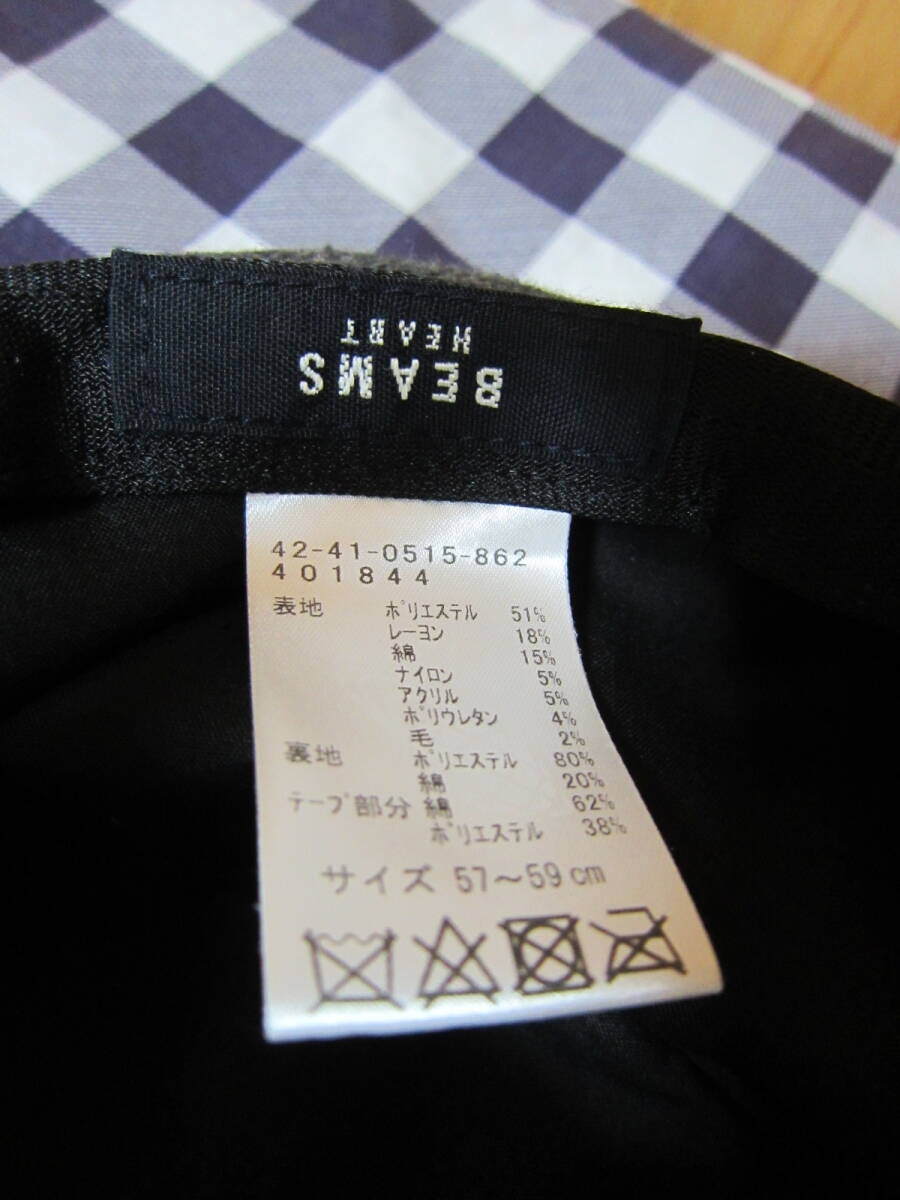 BEAMS
HEART
42-41-0515-862
401844
表地 ポリエステル 51%
レーヨン 18%
綿 15%
ナイロン 5%
アクリル 5%
ポリウレタン 4%
毛 2%
裏地 ポリエステル 80%
綿 20%
テープ部分 綿 62%
ポリエステル 38%
サイズ 57～59cm